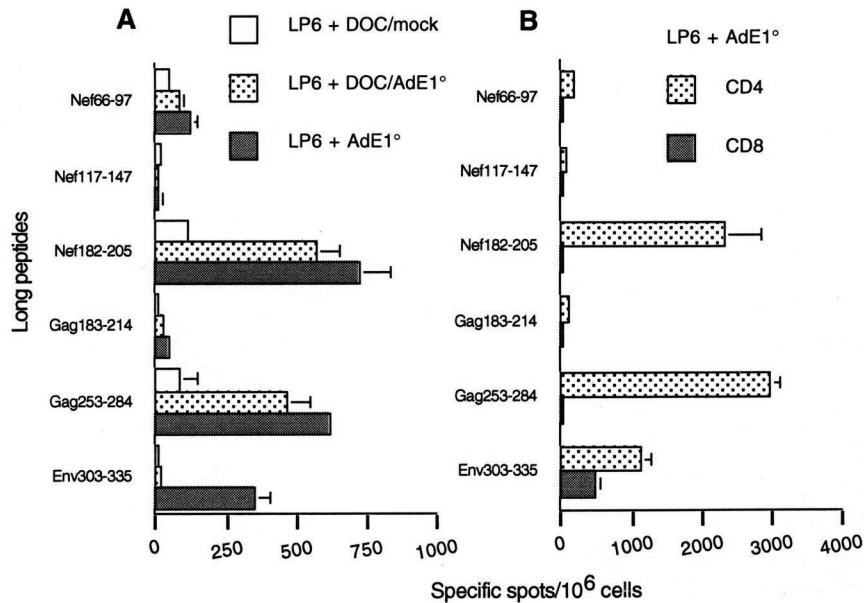 A
LP6 + DOC/mock
LP6 + DOC/AdE1°
LP6 + AdE1°
Long peptides
Nef66-97
Nef117-147
Nef182-205
Gag183-214
Gag253-284
Env303-335
0
250
500
750
1000
B
LP6 + AdE1°
CD4
CD8
Nef66-97
Nef117-147
Nef182-205
Gag183-214
Gag253-284
Env303-335
0
1000
2000
3000
4000
Specific spots/10⁶ cells